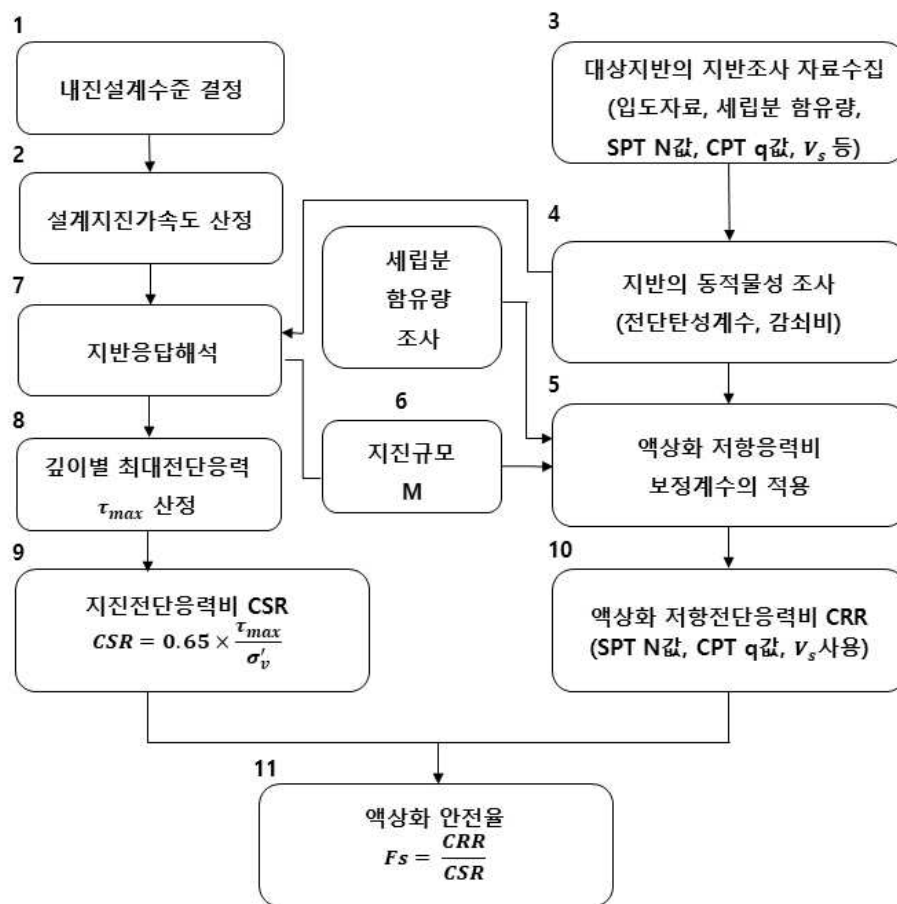 1
내진설계수준 결정
2
설계지진가속도 산정
3
대상지반의 지반조사 자료수집
(입도자료, 세립분 함유량,
SPT N값, CPT q값, V_s 등)
4
지반의 동적물성 조사
(전단탄성계수, 감쇠비)
세립분
함유량
조사
7
지반응답해석
5
액상화 저항응력비
보정계수의 적용
6
지진규모
M
8
깊이별 최대전단응력
τ_max 산정
9
지진전단응력비 CSR
CSR = 0.65 × τ_max / σ′_v
10
액상화 저항전단응력비 CRR
(SPT N값, CPT q값, V_s사용)
11
액상화 안전율
Fs = CRR / CSR